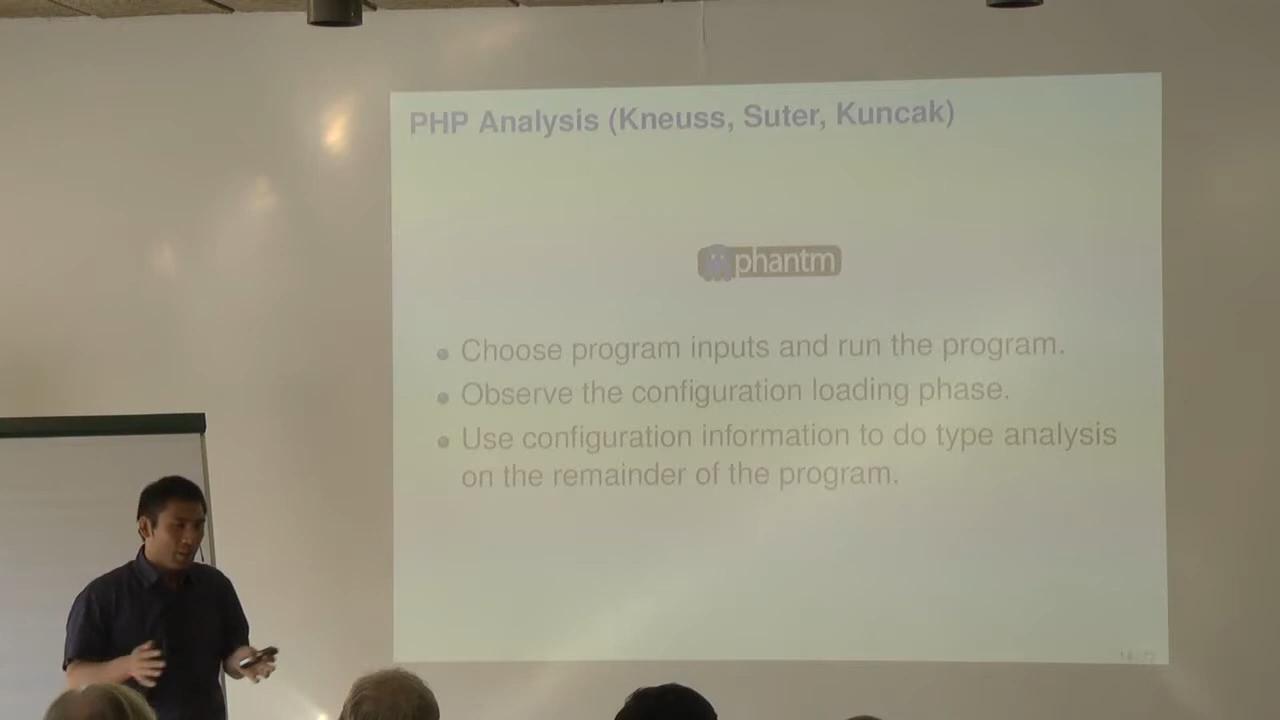 PHP Analysis (Kneuss, Suter, Kuncak)
phantm
Choose program inputs and run the program.
Observe the configuration loading phase.
Use configuration information to do type analysis
on the remainder of the program.